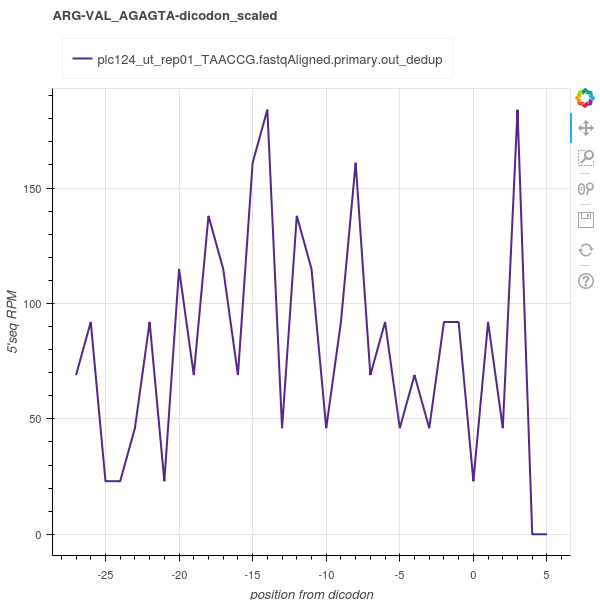 ARG-VAL_AGAGTA-dicodon_scaled
plc124_ut_rep01_TAACCG.fastqAligned.primary.out_dedup
5'seq RPM
150
100
50
0
-25 -20 -15 -10 -5 0 5
position from dicodon